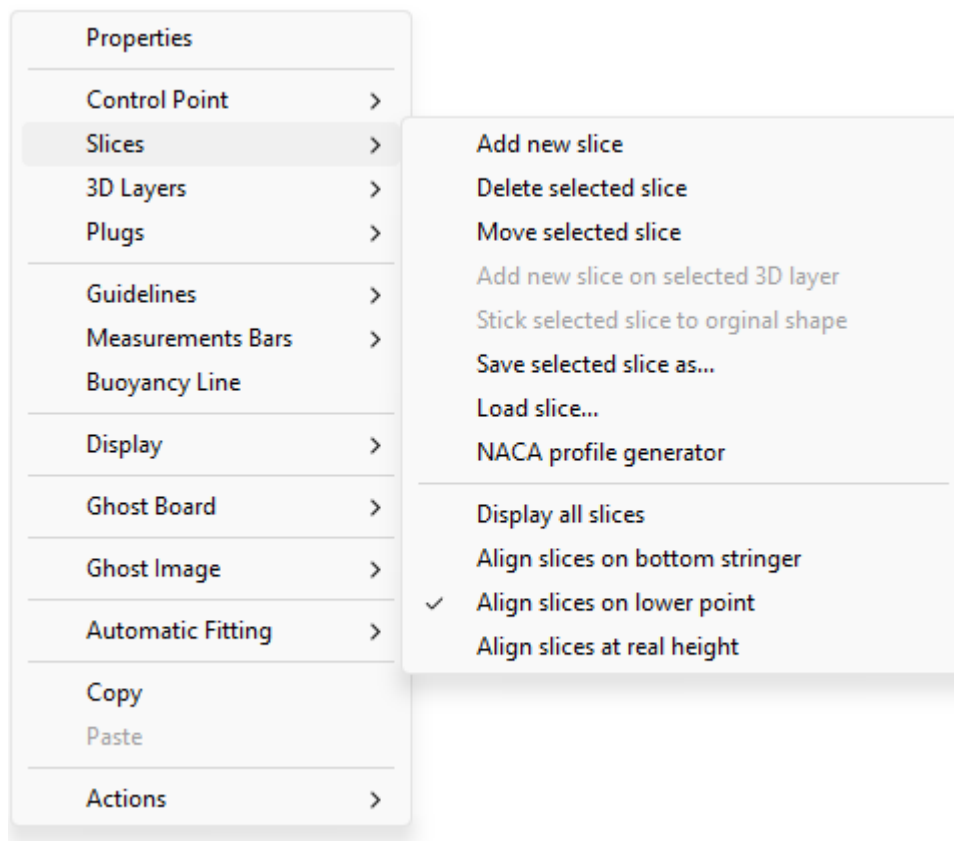 Properties
Control Point
Slices
3D Layers
Plugs
Guidelines
Measurements Bars
Buoyancy Line
Display
Ghost Board
Ghost Image
Automatic Fitting
Copy
Paste
Actions
Add new slice
Delete selected slice
Move selected slice
Add new slice on selected 3D layer
Stick selected slice to orginal shape
Save selected slice as...
Load slice...
NACA profile generator
Display all slices
Align slices on bottom stringer
Align slices on lower point
Align slices at real height